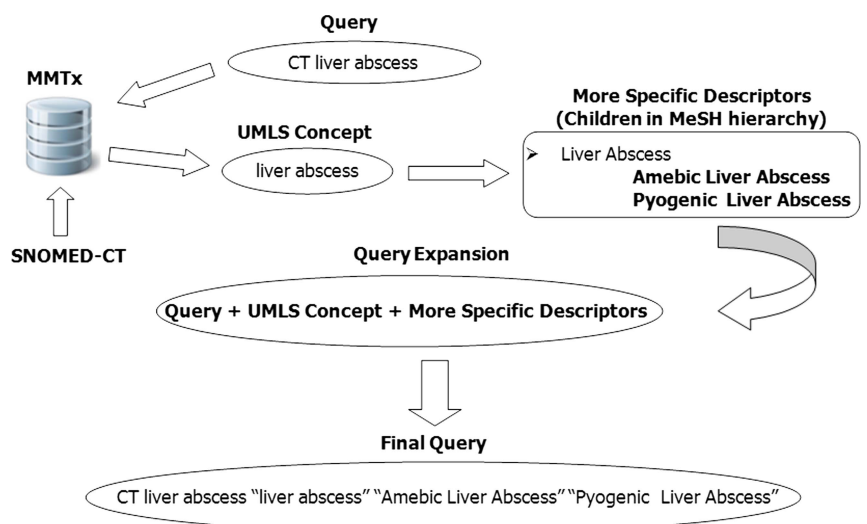 Query
CT liver abscess
MMTx
More Specific Descriptors
(Children in MeSH hierarchy)
UMLS Concept
liver abscess
➢ Liver Abscess
Amebic Liver Abscess
Pyogenic Liver Abscess
SNOMED-CT
Query Expansion
Query + UMLS Concept + More Specific Descriptors
Final Query
CT liver abscess “liver abscess” “Amebic Liver Abscess” “Pyogenic Liver Abscess”